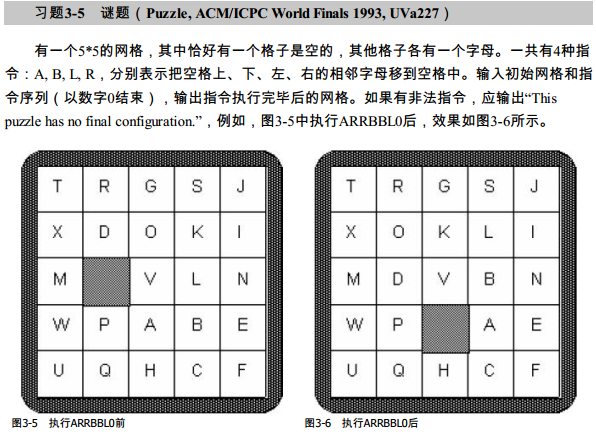 习题3-5 谜题（Puzzle, ACM/ICPC World Finals 1993, UVa227）
有一个5*5的网格，其中恰好有一个格子是空的，其他格子各有一个字母。一共有4种指
令：A, B, L, R，分别表示把空格上、下、左、右的相邻字母移到空格中。输入初始网格和指
令序列（以数字0结束），输出指令执行完毕后的网格。如果有非法指令，应输出“This
puzzle has no final configuration.”，例如，图3-5中执行ARRBBL0后，效果如图3-6所示。
T R G S J
X D O K I
M V L N
W P A B E
U Q H C F
图3-5 执行ARRBBL0前
T R G S J
X O K L I
M D V B N
W P A E
U Q H C F
图3-6 执行ARRBBL0后